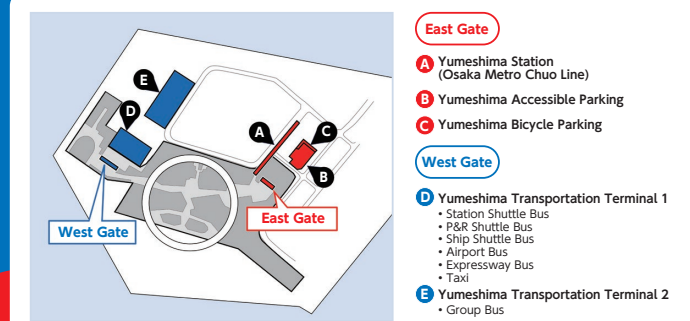 E
D
A
C
B
West Gate
East Gate
East Gate
A Yumeshima Station
(Osaka Metro Chuo Line)
B Yumeshima Accessible Parking
C Yumeshima Bicycle Parking
West Gate
D Yumeshima Transportation Terminal 1
• Station Shuttle Bus
• P&R Shuttle Bus
• Ship Shuttle Bus
• Airport Bus
• Expressway Bus
• Taxi
E Yumeshima Transportation Terminal 2
• Group Bus